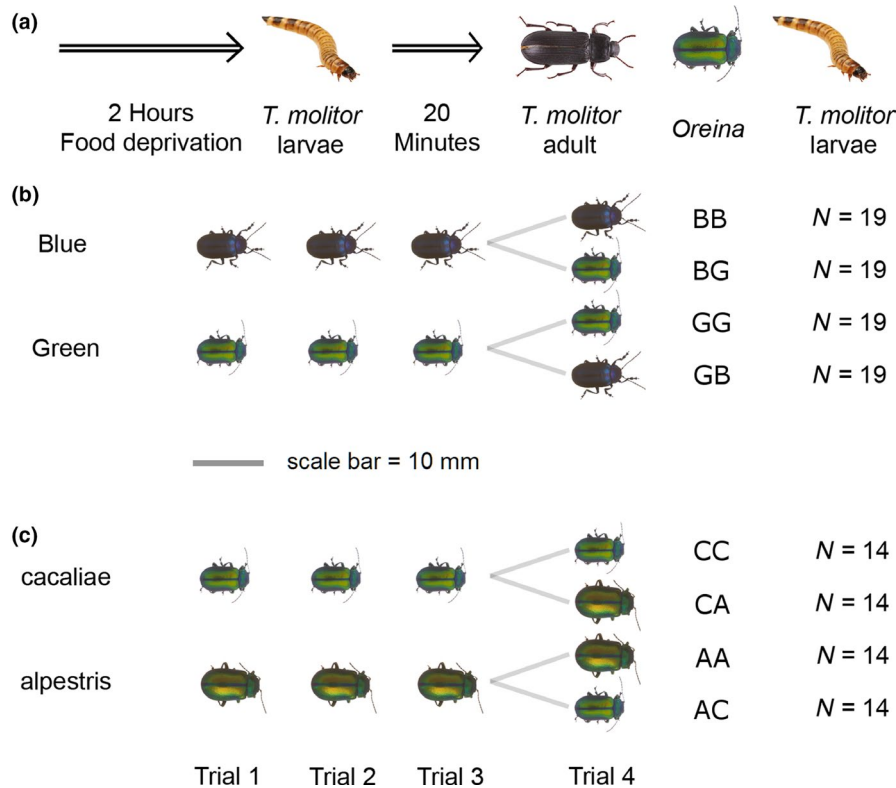 (a)
2 Hours
Food deprivation
T. molitor
larvae
20
Minutes
T. molitor
adult
Oreina
T. molitor
larvae
(b)
Blue
BB
N = 19
BG
N = 19
Green
GG
N = 19
GB
N = 19
scale bar = 10 mm
(c)
cacaliae
CC
N = 14
CA
N = 14
alpestris
AA
N = 14
AC
N = 14
Trial 1
Trial 2
Trial 3
Trial 4